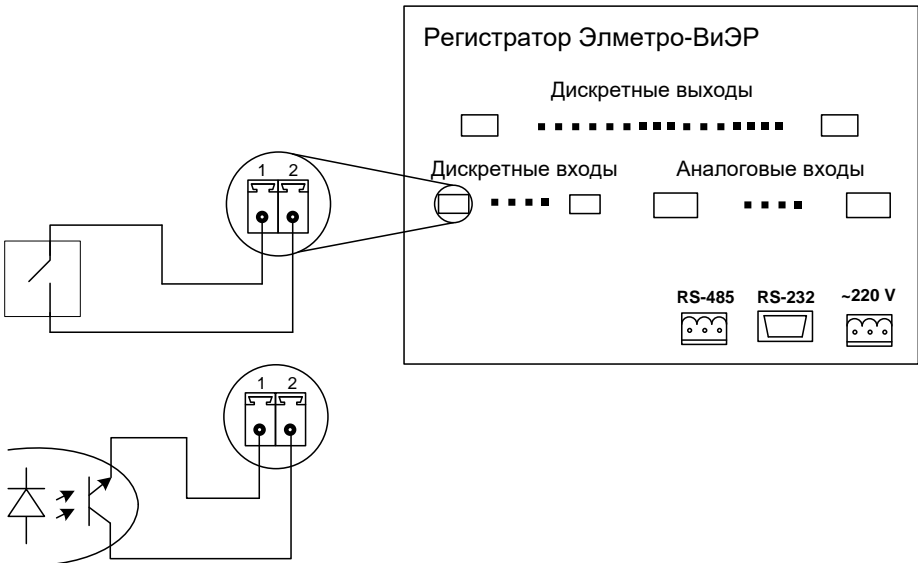 Регистратор Элметро-ВиЭР
Дискретные выходы
Дискретные входы
Аналоговые входы
1 2
RS-485 RS-232 ~220 V
1 2